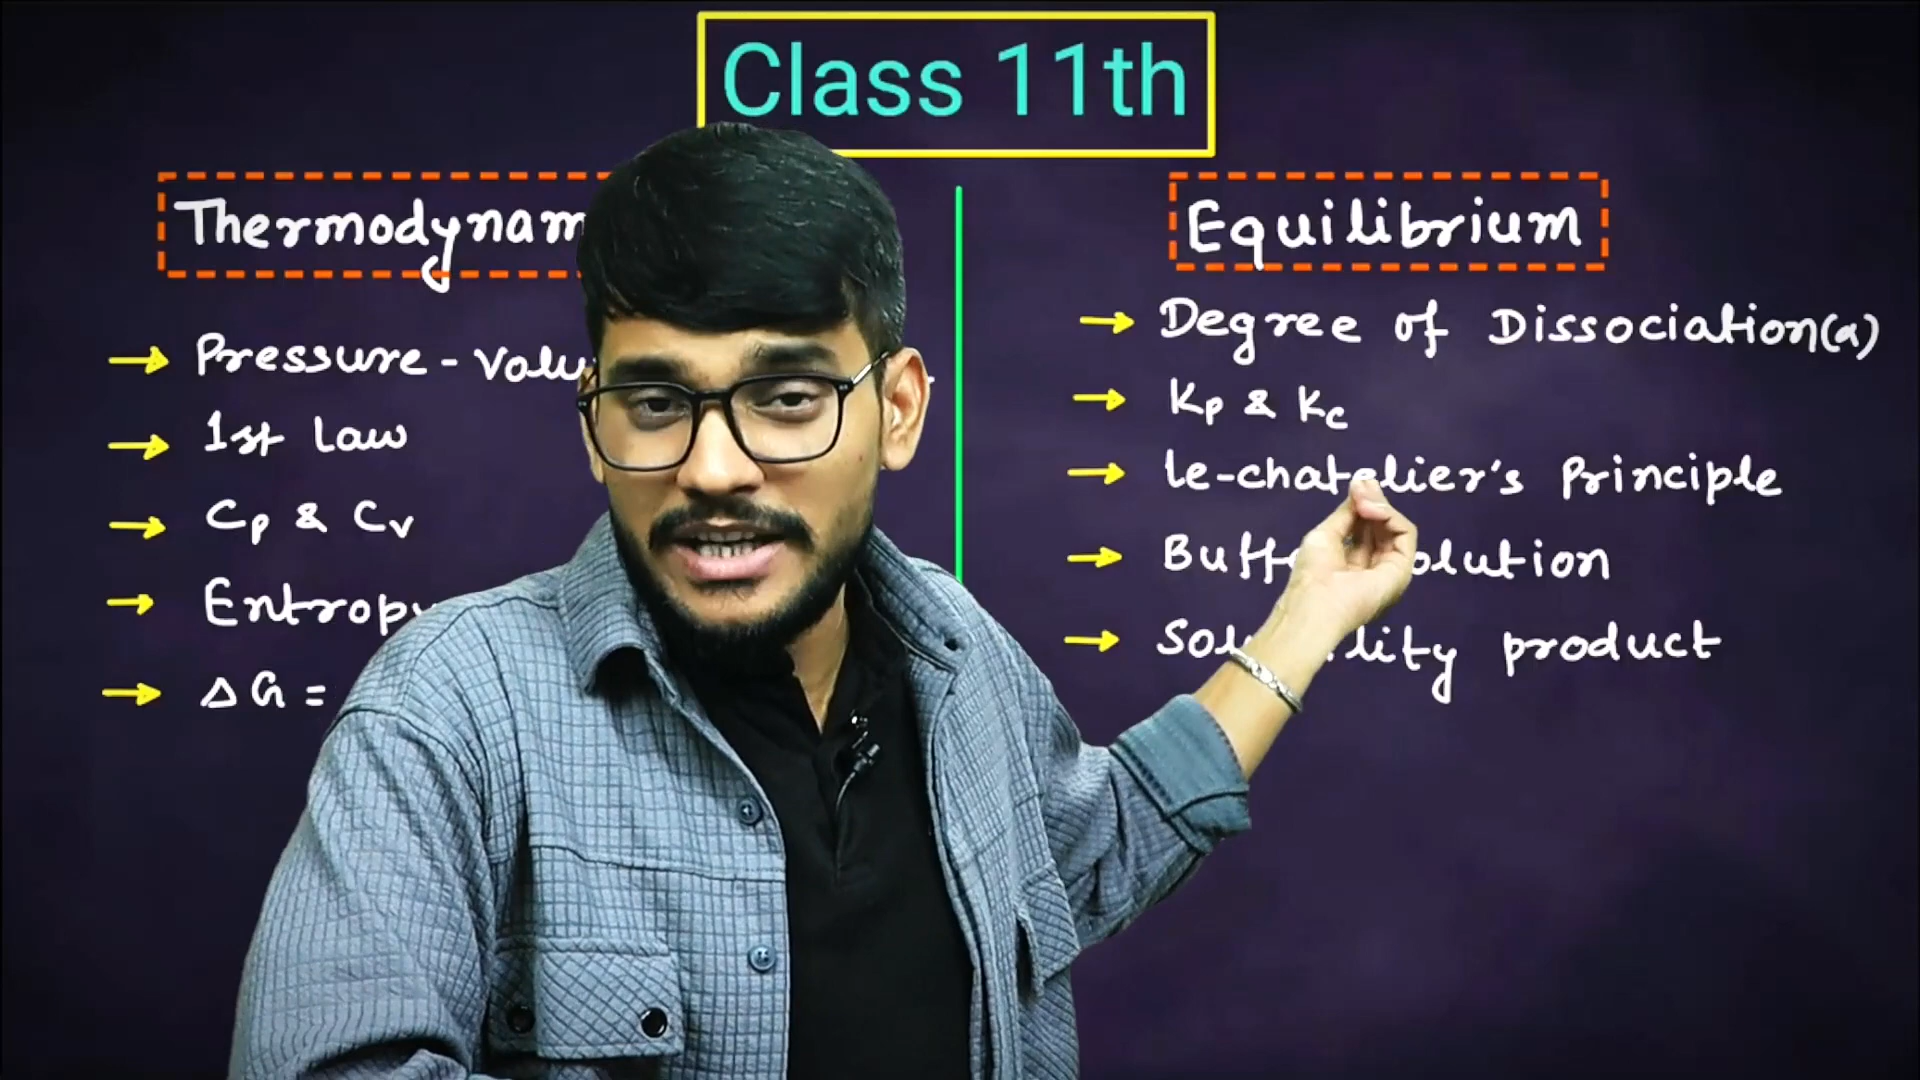 Class 11th
Thermodynam
→ Pressure - Volu
→ 1st law
→ Cp & Cv
→ Entropy
→ ΔG =
Equilibrium
→ Degree of Dissociation(a)
→ Kp & Kc
→ le-chatelier's Principle
→ Buff olution
→ Sol lity product